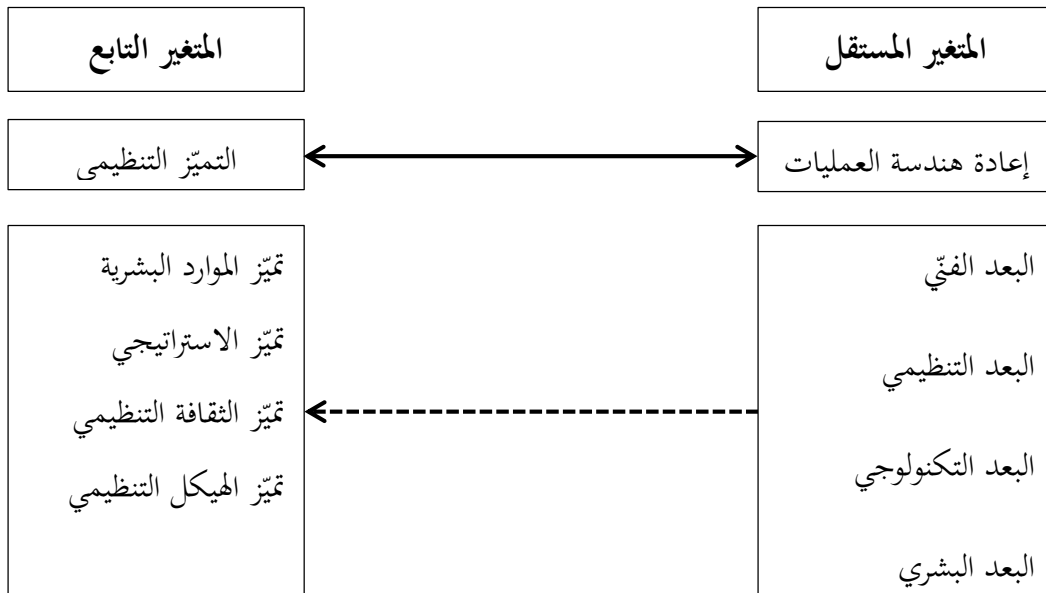 المتغير المستقل
المتغير التابع
إعادة هندسة العمليات
التميّز التنظيمي
البعد الفنّي
البعد التنظيمي
البعد التكنولوجي
البعد البشري
تميّز الموارد البشرية
تميّز الاستراتيجي
تميّز الثقافة التنظيمي
تميّز الهيكل التنظيمي